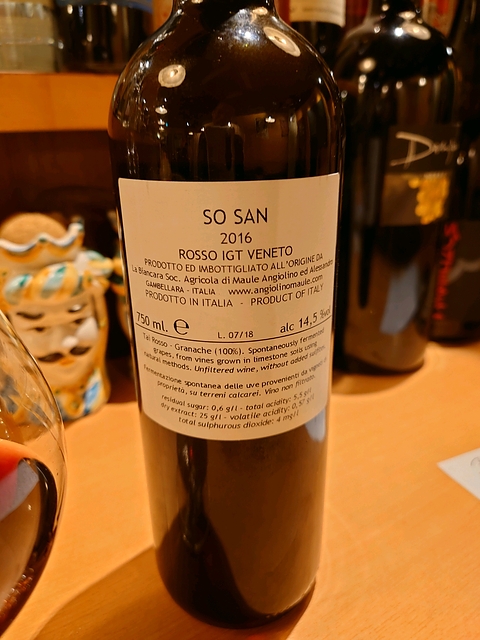 SO SAN
2016
ROSSO IGT VENETO
PRODOTTO ED IMBOTTIGLIATO ALL'ORIGINE DA
La Biancara Soc. Agricola di Maule Angiolino ed Alessandro
GAMBELLARA - ITALIA www.angiolinomaule.com
PRODOTTO IN ITALIA - PRODUCT OF ITALY
750 ml. e L. 07/18 alc 14,5 %vol
Tai Rosso - Granache (100%). Spontaneously fermented
grapes, from vines grown in limestone soils using
natural methods. Unfiltered wine, without added
Fermentazione spontanea delle uve provenienti da vigneti di
proprietà, su terreni calcarei. Vino non filtrato.
residual sugar: 0,6 g/l - total acidity: 5,5 g/l
dry extract: 25 g/l - volatile acidity: 0,57 g/l
total sulphurous dioxide: 4 mg/l